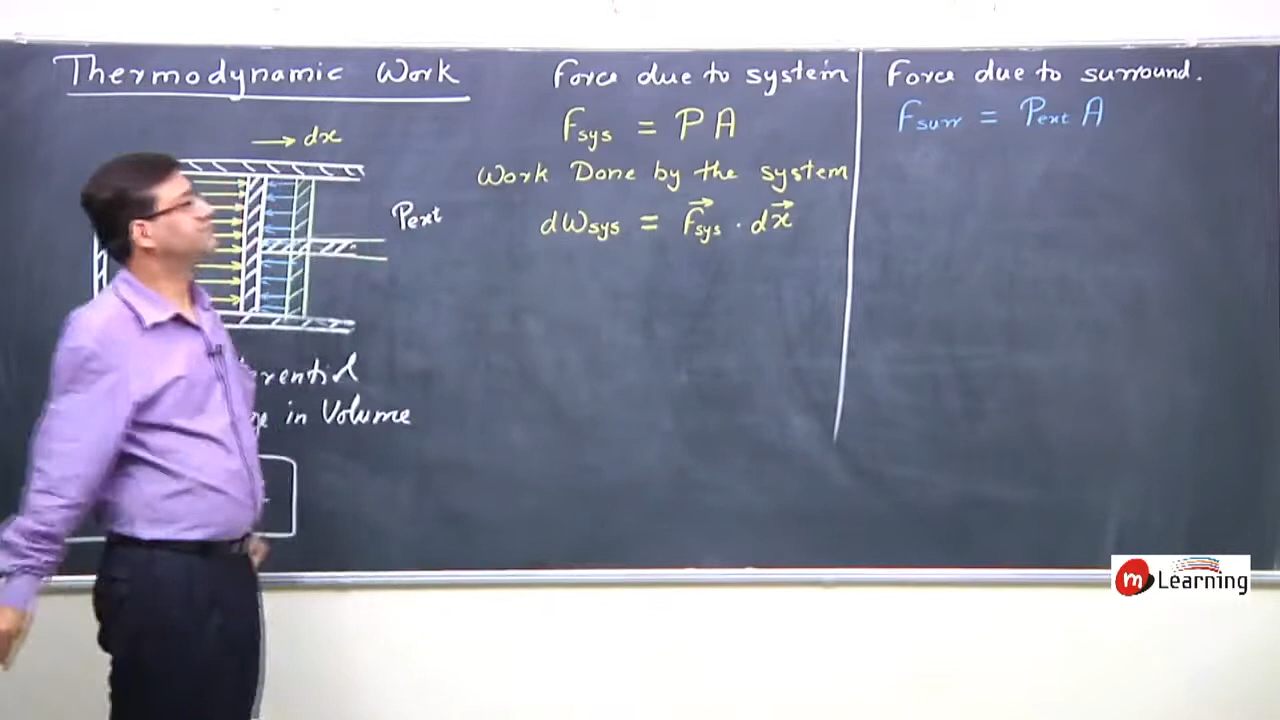 Thermodynamic Work
dx
Pext
in Volume
Force due to system
Fsys = PA
Work Done by the system
dWsys = F⃗sys · dx⃗
Force due to surround.
Fsurr = Pext A
m Learning